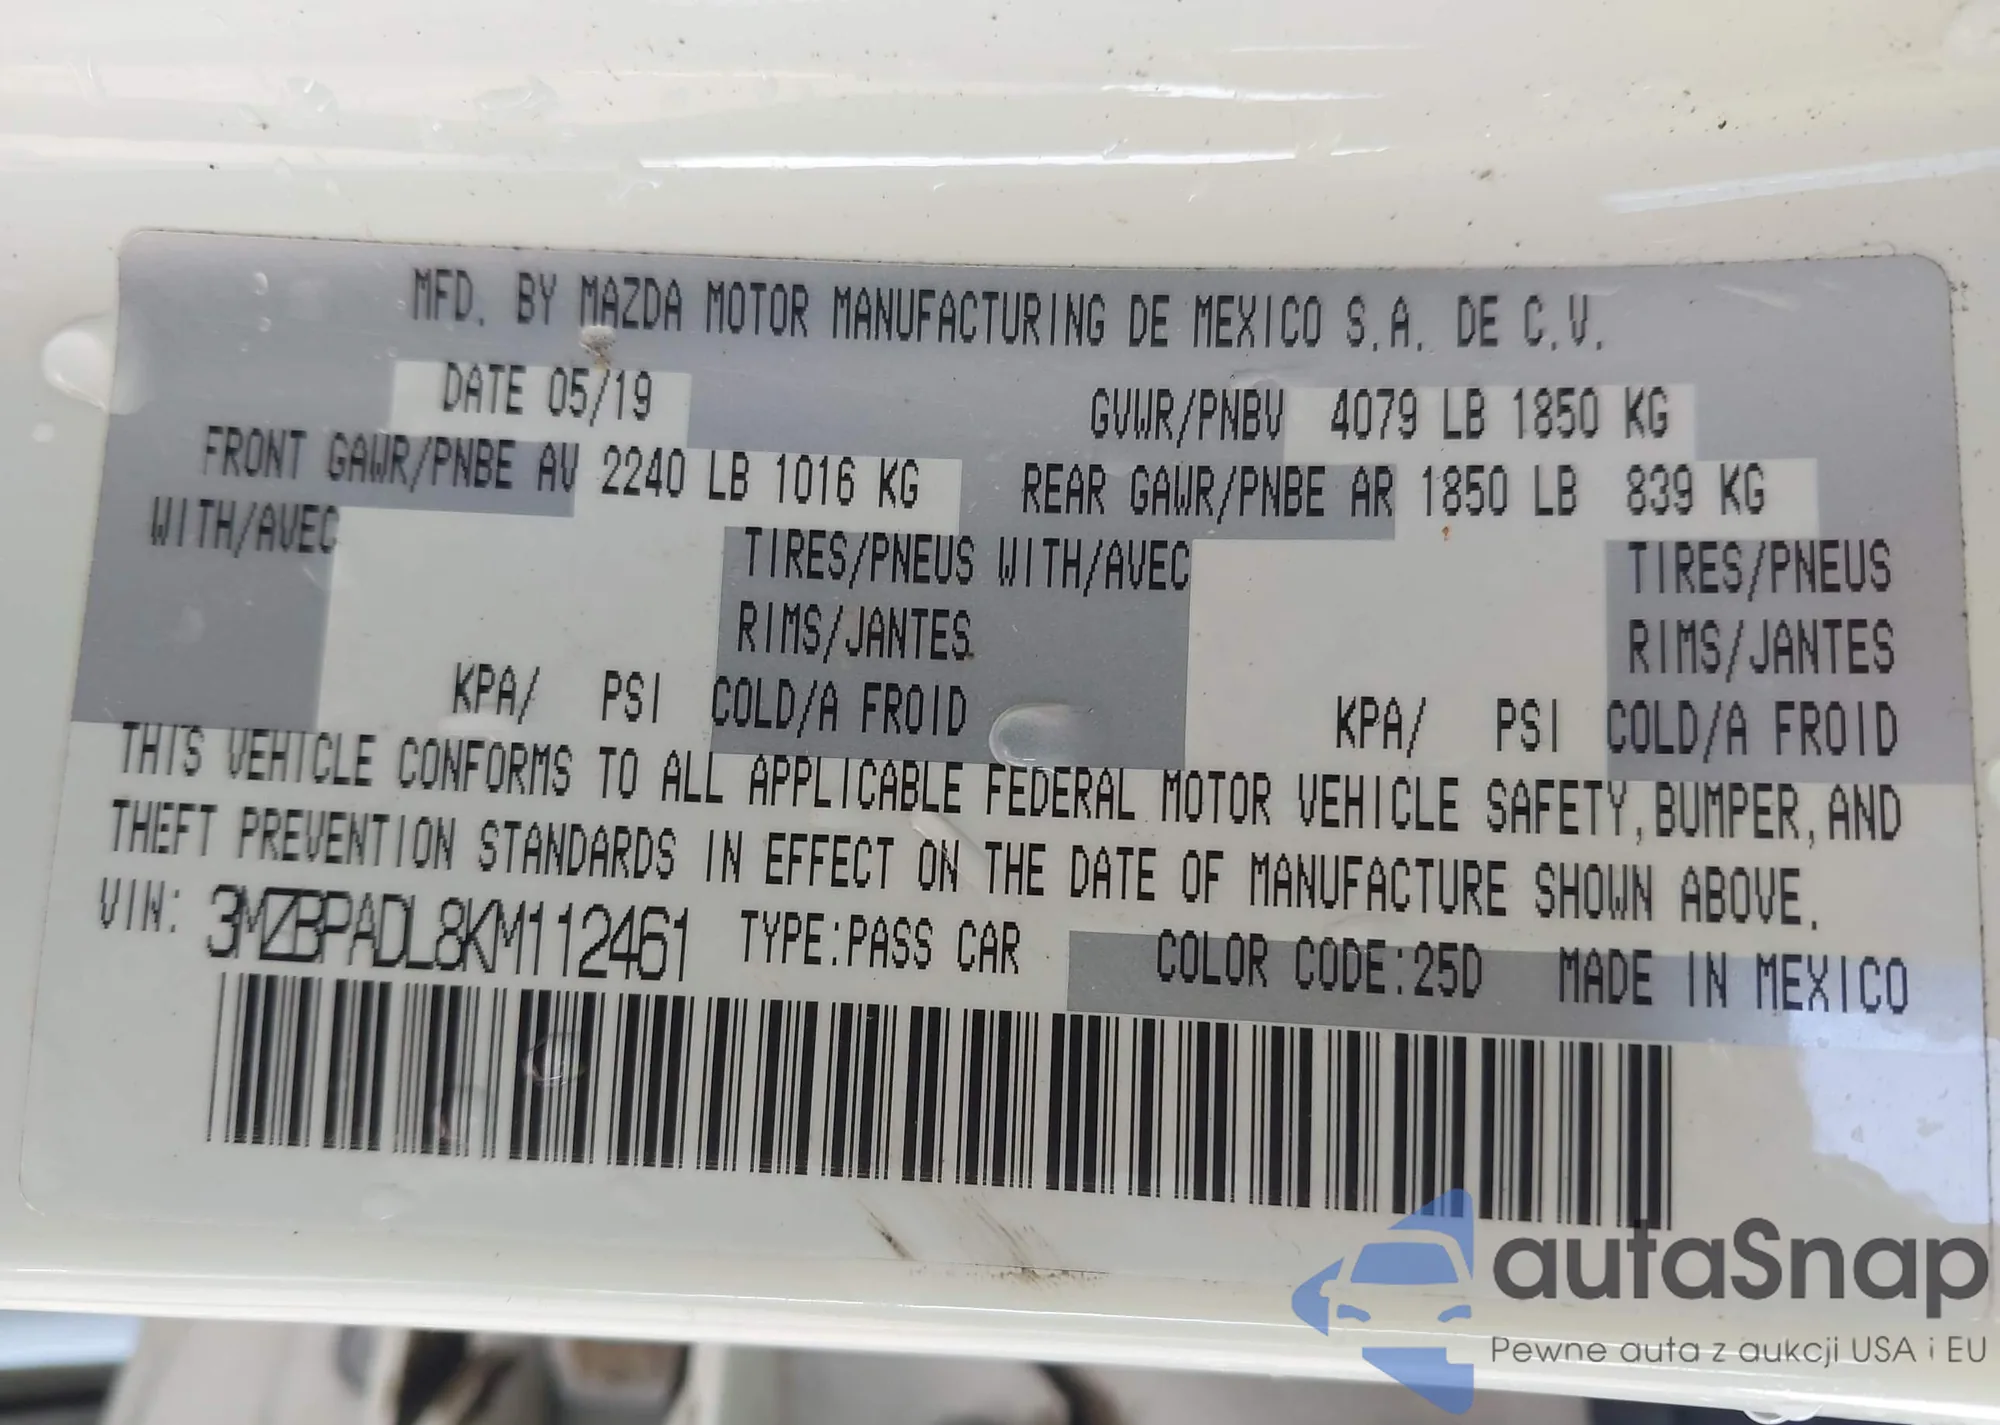 MFD. BY MAZDA MOTOR MANUFACTURING DE MEXICO S.A. DE C.V.
DATE 05/19 GVWR/PNBV 4079 LB 1850 KG
FRONT GAWR/PNBE AV 2240 LB 1016 KG REAR GAWR/PNBE AR 1850 LB 839 KG
WITH/AVEC TIRES/PNEUS WITH/AVEC TIRES/PNEUS
RIMS/JANTES RIMS/JANTES
KPA/ PSI COLD/A FROID KPA/ PSI COLD/A FROID
THIS VEHICLE CONFORMS TO ALL APPLICABLE FEDERAL MOTOR VEHICLE SAFETY, BUMPER, AND
THEFT PREVENTION STANDARDS IN EFFECT ON THE DATE OF MANUFACTURE SHOWN ABOVE.
VIN: 3MZBPADL8KM112461 TYPE:PASS CAR COLOR CODE:25D MADE IN MEXICO
autaSnap
Pewne auta z aukcji USA i EU